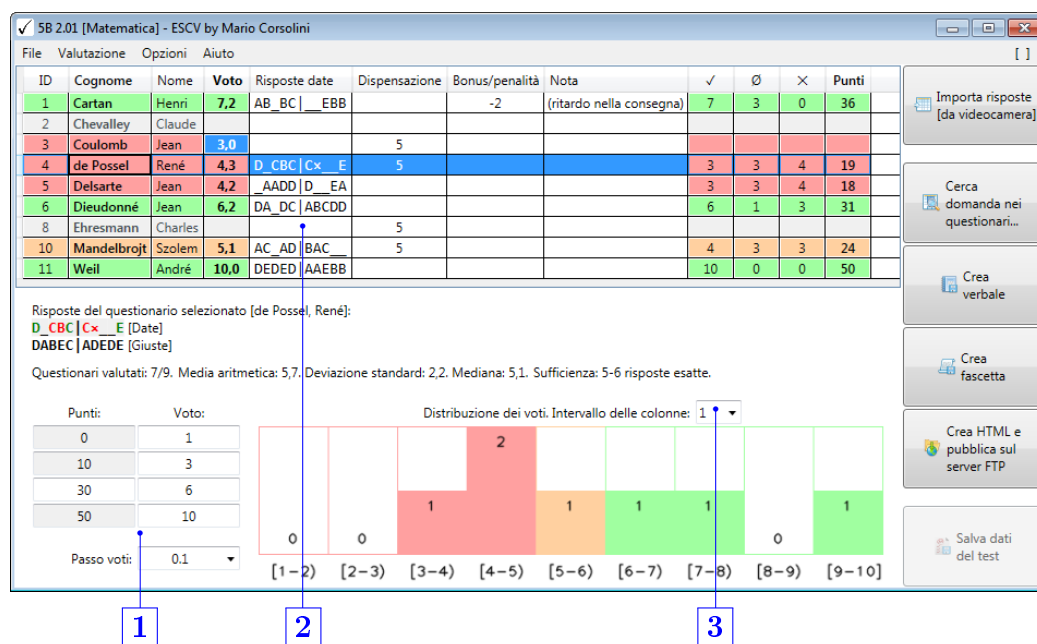 5B 2.01 [Matematica] - ESCV by Mario Corsolini
File Valutazione Opzioni Aiuto [ ]
ID Cognome Nome Voto Risposte date Dispensazione Bonus/penalità Nota ✓ Ø × Punti
1 Cartan Henri 7,2 AB_BC|__EBB -2 (ritardo nella consegna) 7 3 0 36
2 Chevalley Claude
3 Coulomb Jean 3,0 5
4 de Possel René 4,3 D_CBC|C×__E 5 3 3 4 19
5 Delsarte Jean 4,2 _AADD|D__EA 3 3 4 18
6 Dieudonné Jean 6,2 DA_DC|ABCDD 6 1 3 31
8 Ehresmann Charles 5
10 Mandelbrojt Szolem 5,1 AC_AD|BAC__ 5 4 3 3 24
11 Weil André 10,0 DEDED|AAEBB 10 0 0 50
Importa risposte
[da videocamera]
Cerca
domanda nei
questionari...
Crea
verbale
Crea
fascetta
Crea HTML e
pubblica sul
server FTP
Salva dati
del test
Risposte del questionario selezionato [de Possel, René]:
D_CBC|C×__E [Date]
DABEC|ADEDE [Giuste]
Questionari valutati: 7/9. Media aritmetica: 5,7. Deviazione standard: 2,2. Mediana: 5,1. Sufficienza: 5-6 risposte esatte.
Punti: Voto:
0 1
10 3
30 6
50 10
Passo voti: 0.1
Distribuzione dei voti. Intervallo delle colonne: 1
0 0 1 2 1 1 1 0 1
[1-2) [2-3) [3-4) [4-5) [5-6) [6-7) [7-8) [8-9) [9-10]
1 2 3